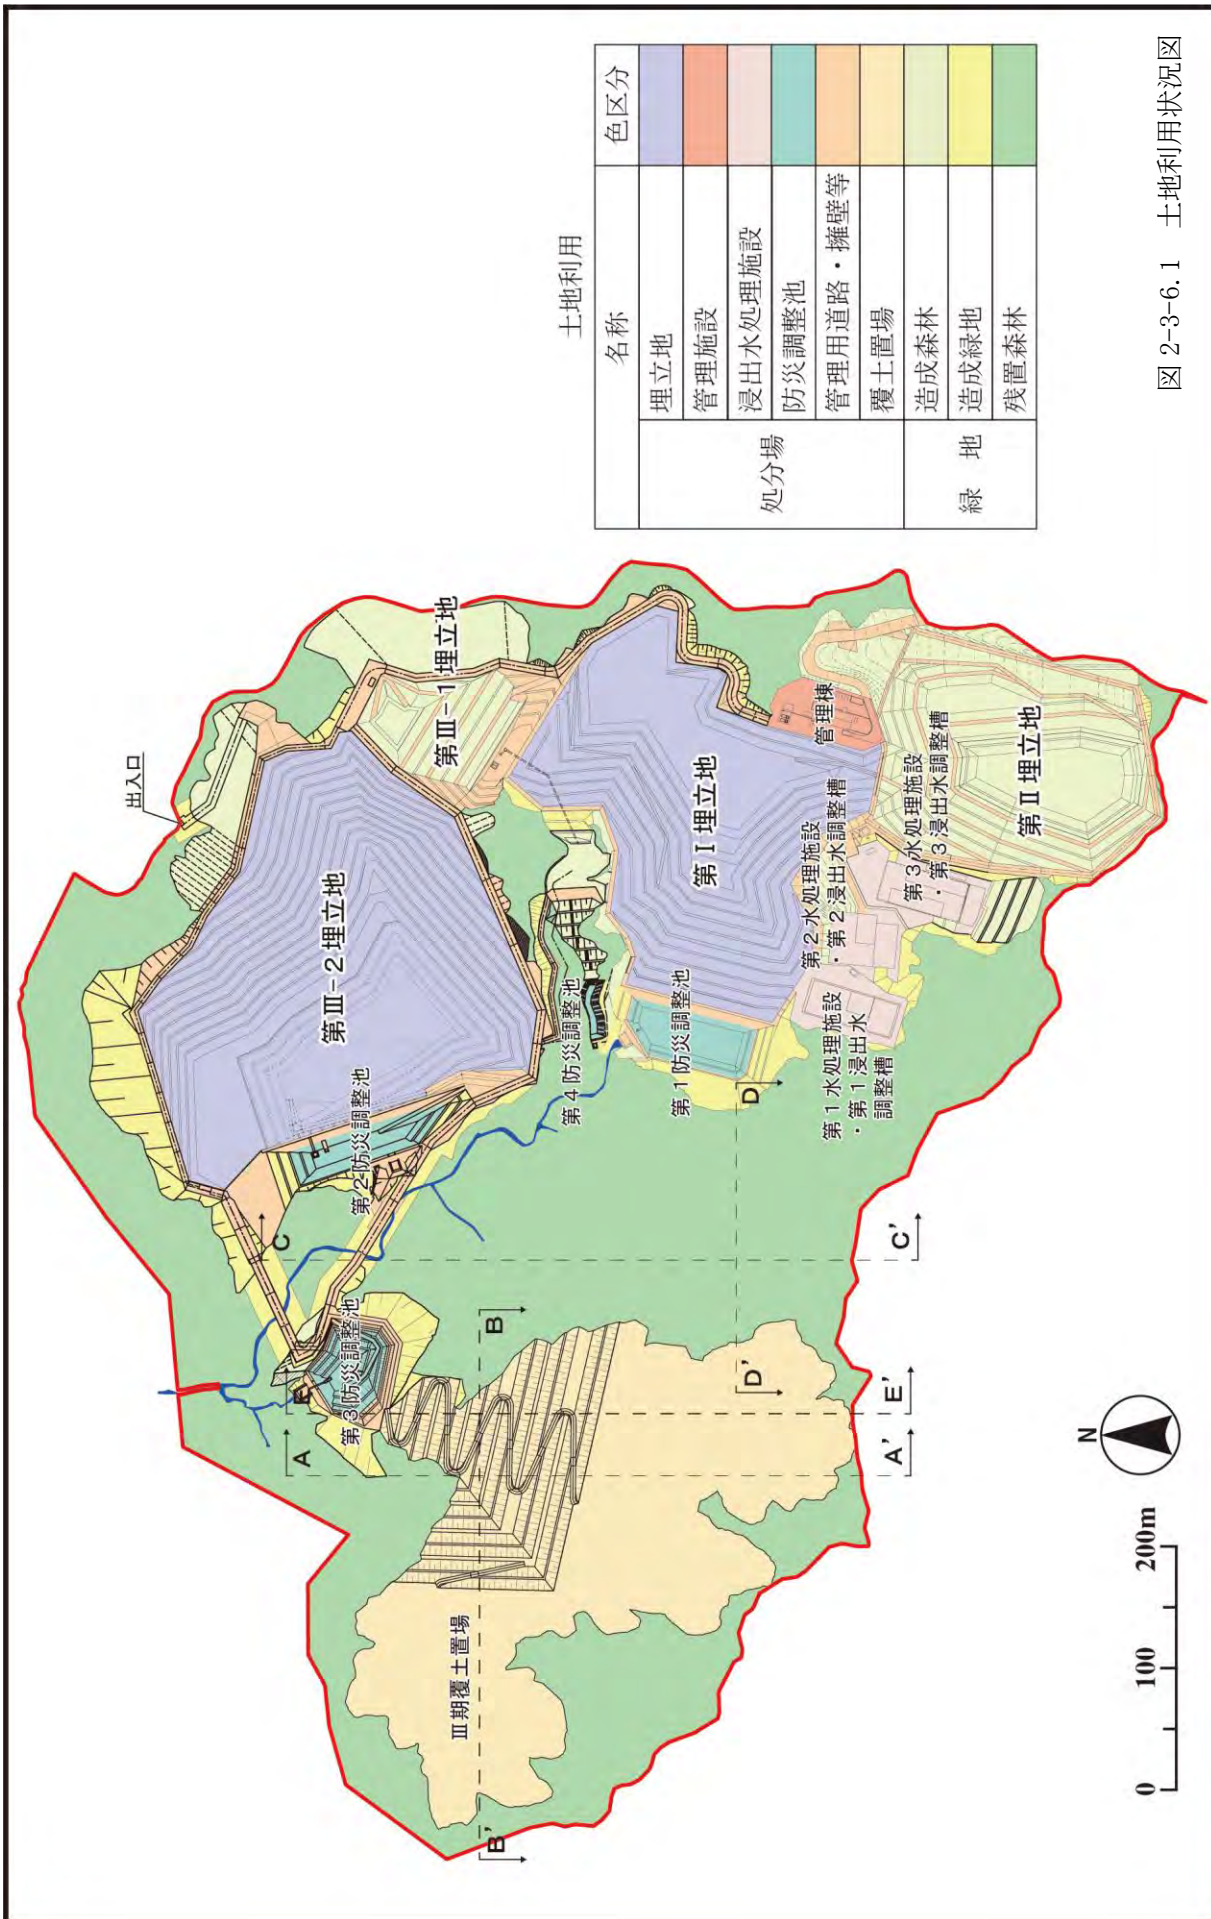 土地利用
名称 色区分
処分場
埋立地
管理施設
浸出水処理施設
防災調整池
管理用道路・擁壁等
覆土置場
緑 地
造成森林
造成緑地
残置森林
出入口
第Ⅲ-1埋立地
第Ⅲ-2埋立地
第Ⅰ埋立地
第Ⅱ埋立地
管理棟
第2水処理施設
・第2浸出水調整槽
第3水処理施設
・第3浸出水調整槽
第1水処理施設
・第1浸出水
調整槽
第4防災調整池
第1防災調整池
第2防災調整池
第3防災調整池
Ⅲ期覆土置場
A
A'
B
B'
C
C'
D
D'
E
E'
N
0 100 200m
図 2-3-6.1 土地利用状況図